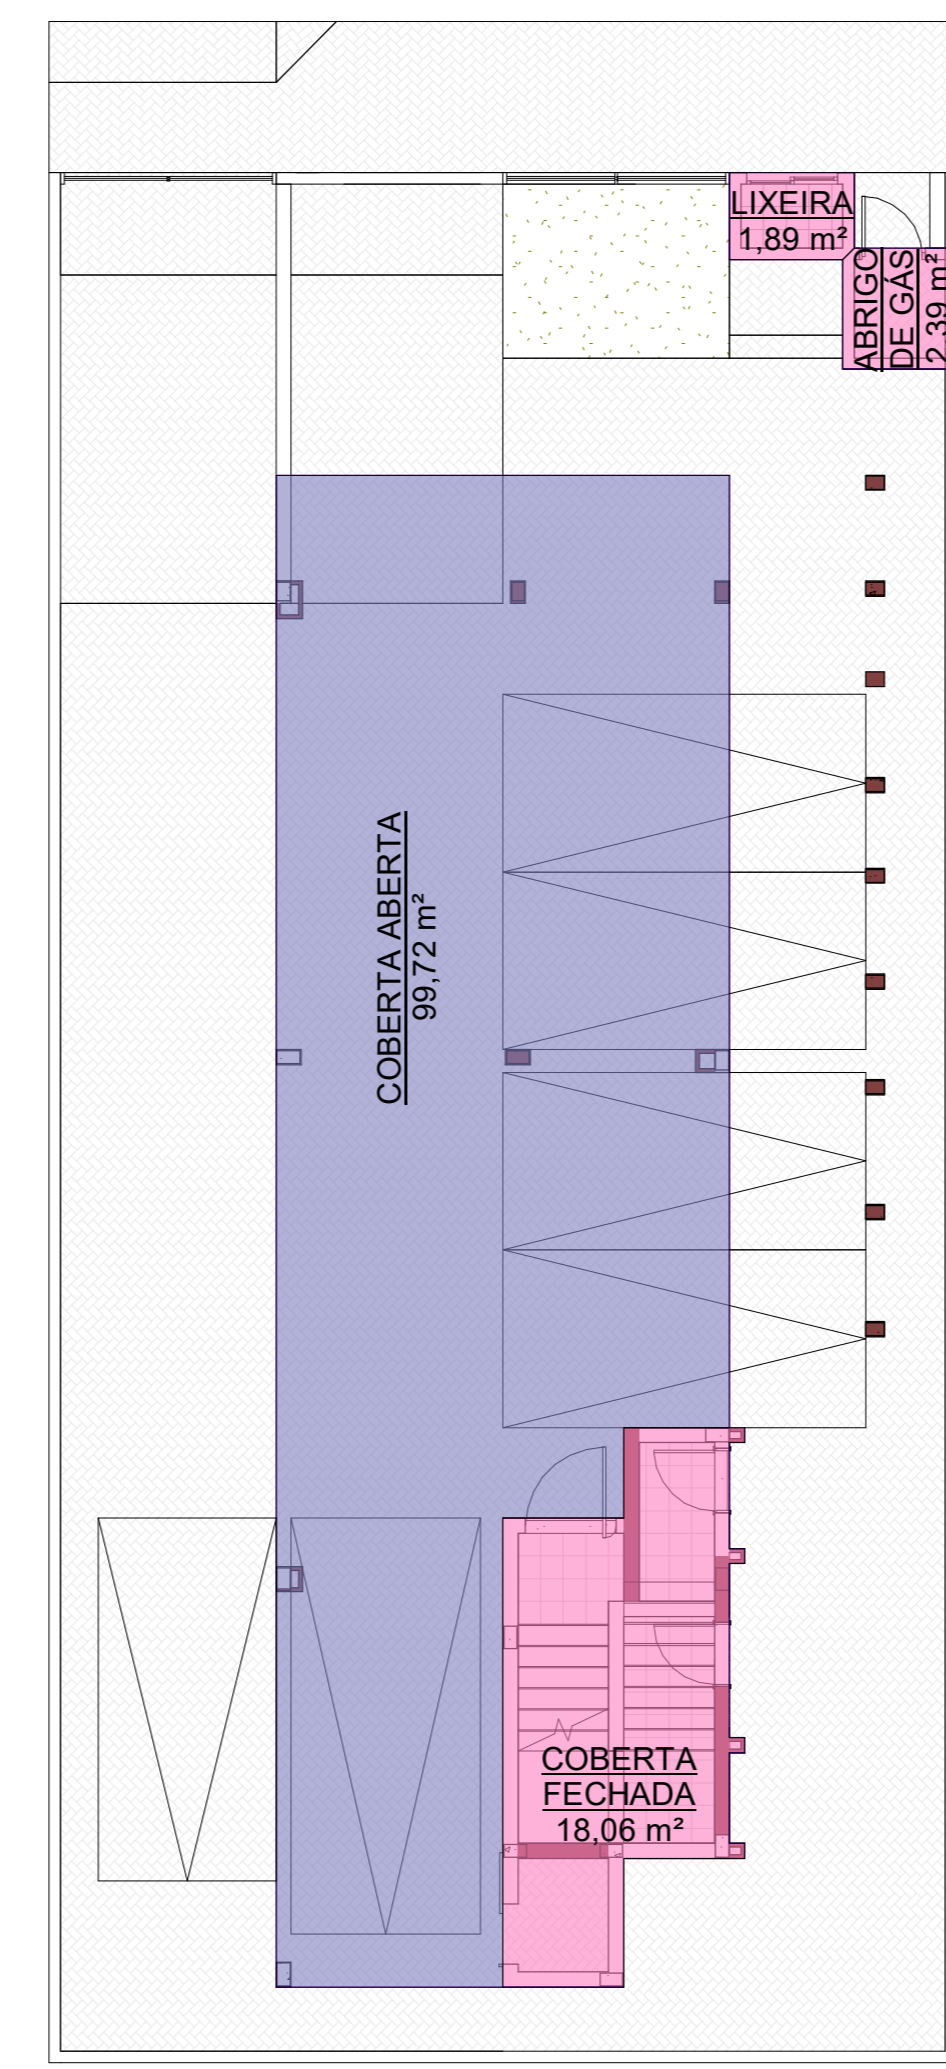 LIXEIRA
1,89 m²
ABRIGO
DE GÁS
2,39 m²
COBERTA ABERTA
99,72 m²
COBERTA
FECHADA
18,06 m²